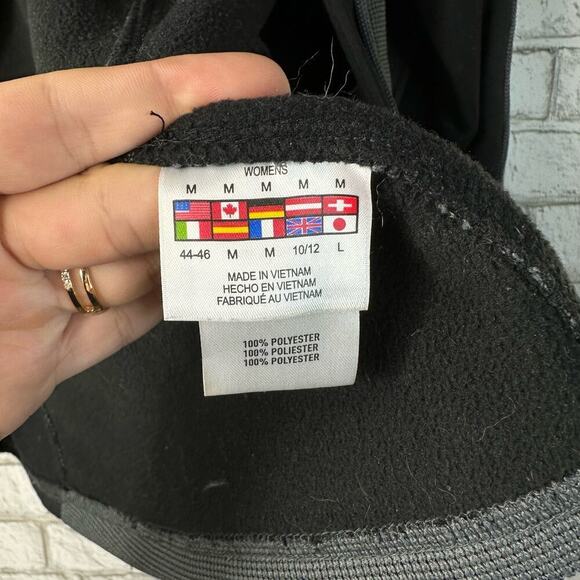 WOMENS
M M M M M
44-46 M M 10/12 L
MADE IN VIETNAM
HECHO EN VIETNAM
FABRIQUÉ AU VIETNAM
100% POLYESTER
100% POLIESTER
100% POLYESTER